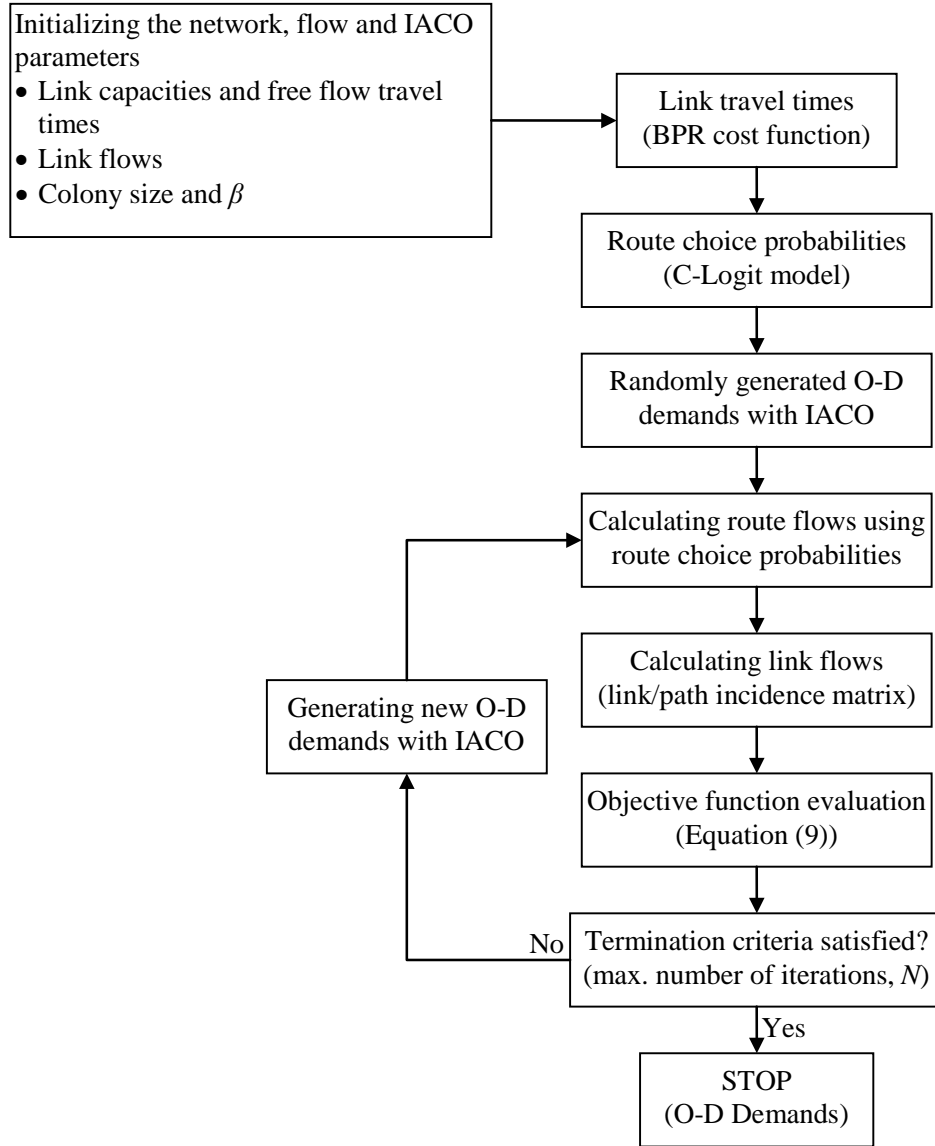 Initializing the network, flow and IACO
parameters
• Link capacities and free flow travel
times
• Link flows
• Colony size and β
Link travel times
(BPR cost function)
Route choice probabilities
(C-Logit model)
Randomly generated O-D
demands with IACO
Calculating route flows using
route choice probabilities
Calculating link flows
(link/path incidence matrix)
Generating new O-D
demands with IACO
Objective function evaluation
(Equation (9))
No
Termination criteria satisfied?
(max. number of iterations, N)
Yes
STOP
(O-D Demands)